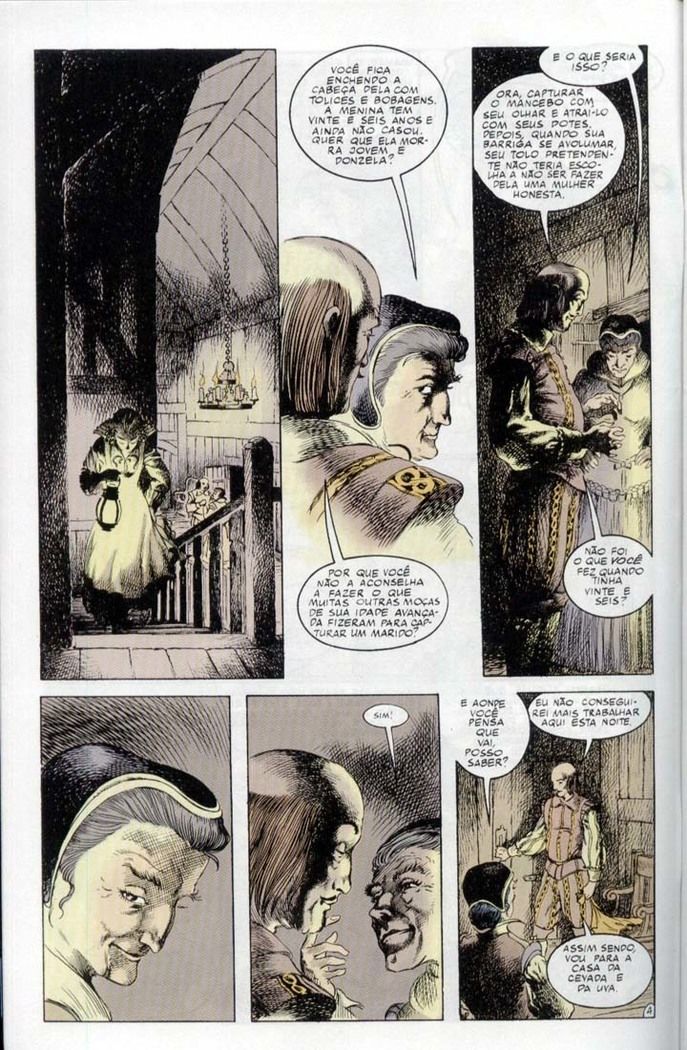 VOCÊ FICA
ENCHENDO A
CABEÇA DELA COM
TOLICES E BOBAGENS.
A MENINA TEM
VINTE E SEIS ANOS E
AINDA NÃO CASOU.
QUER QUE ELA MOR-
RA JOVEM E
DONZELA?
POR QUE VOCÊ
NÃO A ACONSELHA
A FAZER O QUE
MUITAS OUTRAS MOÇAS
DE SUA IDADE AVANÇA-
DA FIZERAM PARA CAP-
TURAR UM MARIDO?
E O QUE SERIA
ISSO?
ORA, CAPTURAR
O MANCEBO COM
SEU OLHAR E ATRAI-LO
COM SEUS DOTES,
DEPOIS, QUANDO SUA
BARRIGA SE AVOLUMAR,
SEU TOLO PRETENDEN-
TE NÃO TERIA ESCO-
LHA A NÃO SER FAZER
DELA UMA MULHER
HONESTA.
NÃO FOI
O QUE VOCÊ
FEZ QUANDO
TINHA
VINTE E
SEIS?
SIM!
E AONDE
VOCÊ
PENSA
QUE
VAI,
POSSO
SABER?
EU NÃO CONSEGUI-
REI MAIS TRABALHAR
AQUI ESTA NOITE.
ASSIM SENDO,
VOU PARA A
CASA DA
CEVADA E
DA UVA.
4